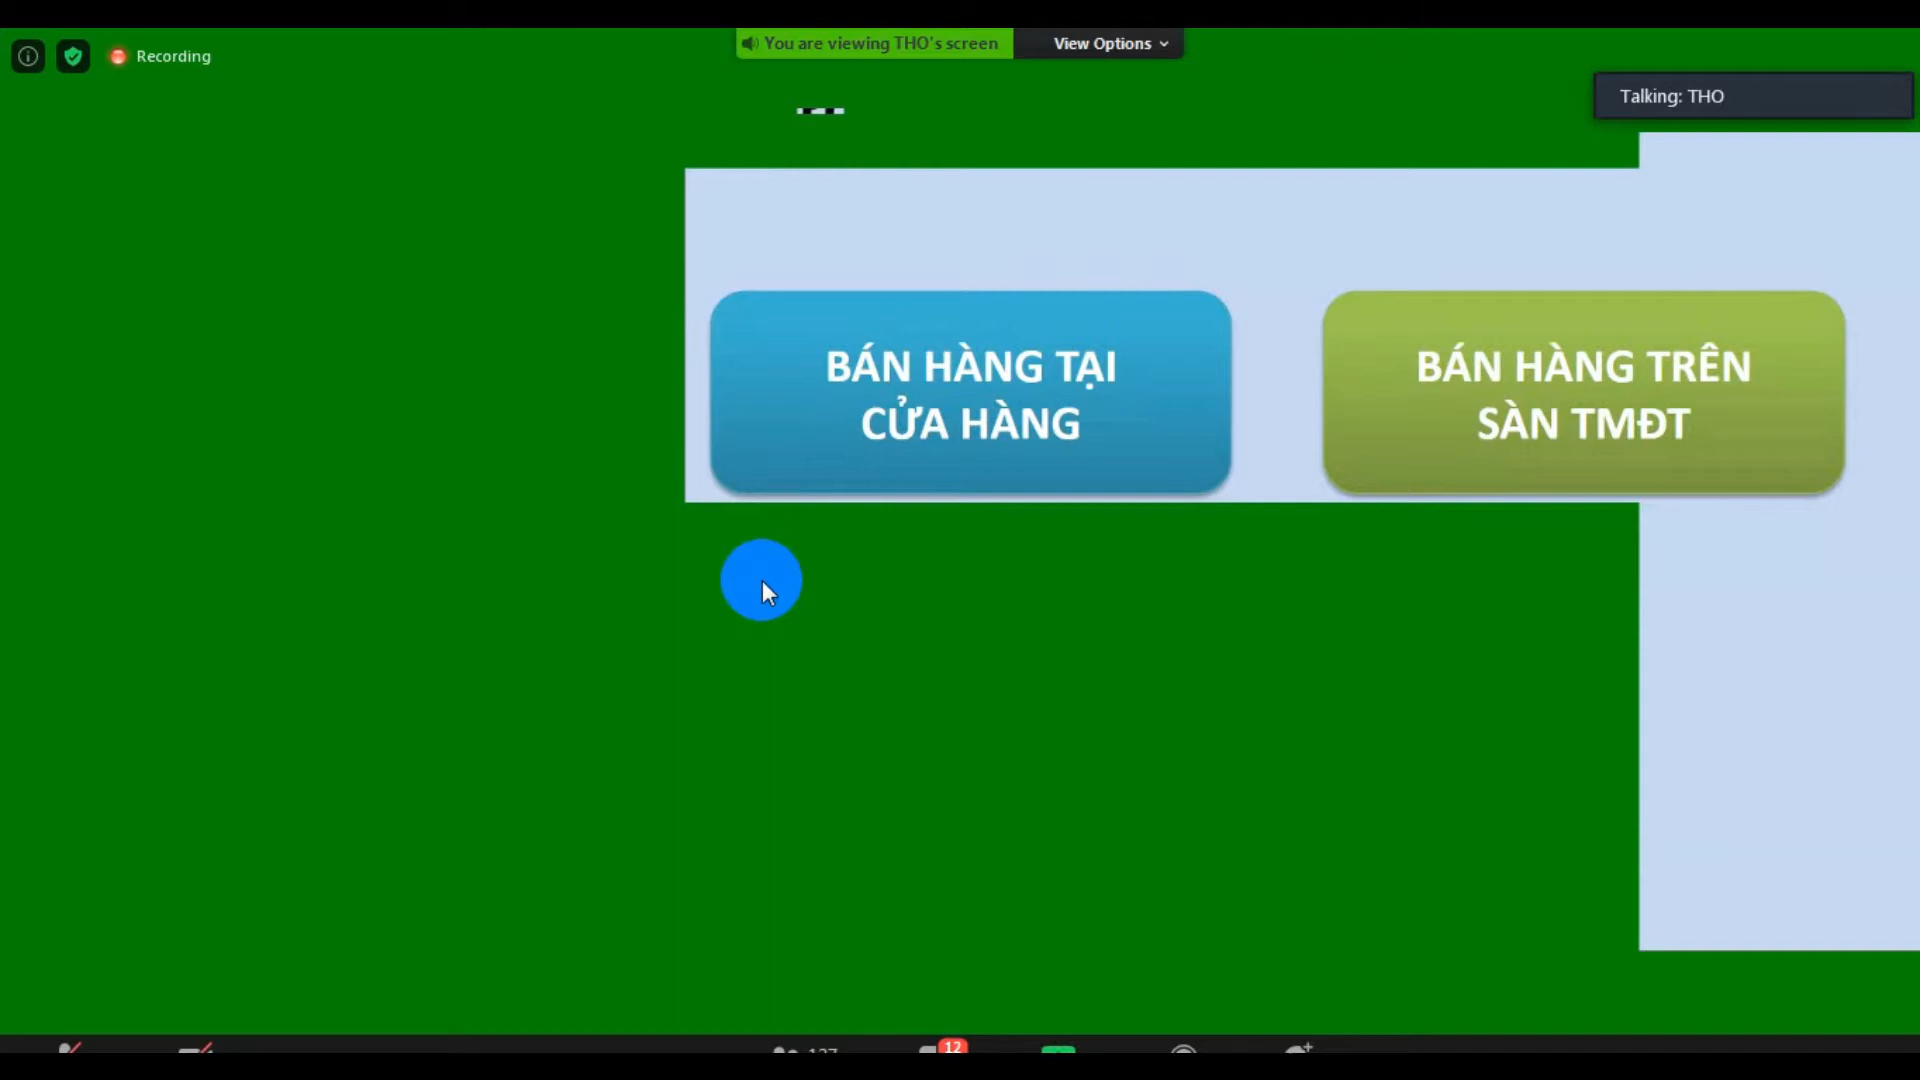 Recording
You are viewing THO's screen
View Options
Talking: THO
BÁN HÀNG TẠI
CỬA HÀNG
BÁN HÀNG TRÊN
SÀN TMĐT
12